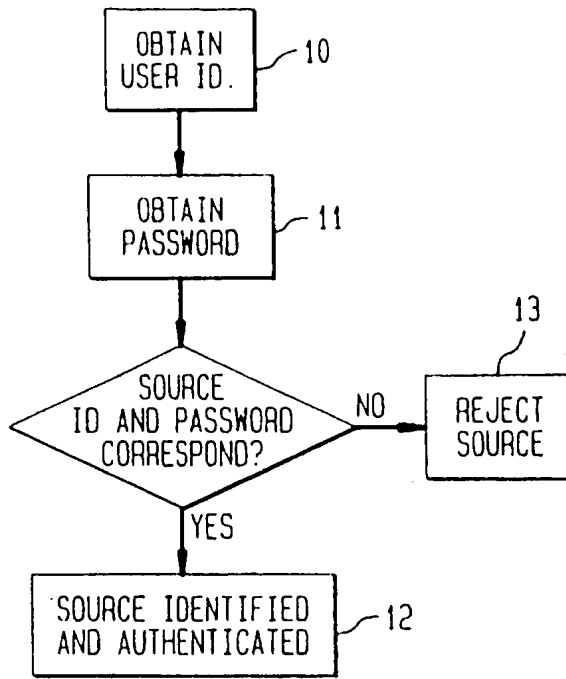 OBTAIN
USER ID.
10
OBTAIN
PASSWORD
11
SOURCE
ID AND PASSWORD
CORRESPOND?
NO
13
REJECT
SOURCE
YES
SOURCE IDENTIFIED
AND AUTHENTICATED
12